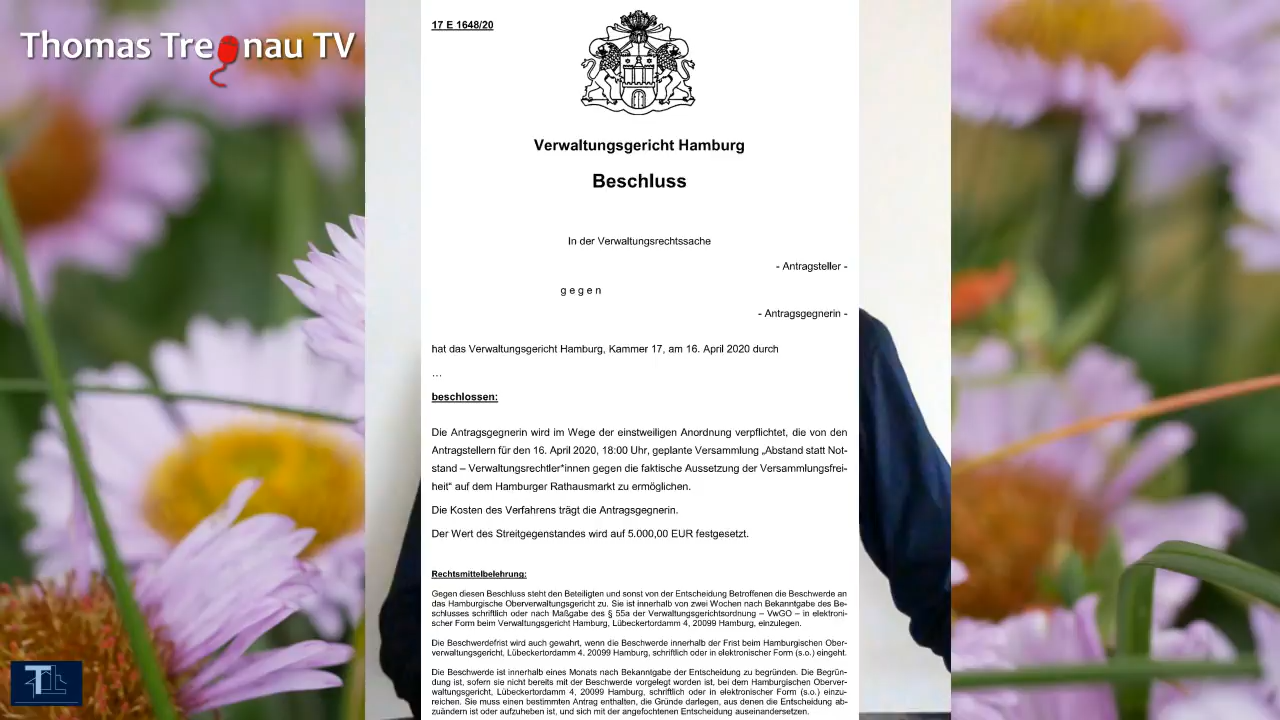 Thomas Tre nau TV
17 E 1648/20
Verwaltungsgericht Hamburg
Beschluss
In der Verwaltungsrechtssache
- Antragsteller -
g e g e n
- Antragsgegnerin -
hat das Verwaltungsgericht Hamburg, Kammer 17, am 16. April 2020 durch
…
beschlossen:
Die Antragsgegnerin wird im Wege der einstweiligen Anordnung verpflichtet, die von den
Antragstellern für den 16. April 2020, 18:00 Uhr, geplante Versammlung „Abstand statt Not-
stand – Verwaltungsrechtler*innen gegen die faktische Aussetzung der Versammlungsfrei-
heit“ auf dem Hamburger Rathausmarkt zu ermöglichen.
Die Kosten des Verfahrens trägt die Antragsgegnerin.
Der Wert des Streitgegenstandes wird auf 5.000,00 EUR festgesetzt.
Rechtsmittelbelehrung:
Gegen diesen Beschluss steht den Beteiligten und sonst von der Entscheidung Betroffenen die Beschwerde an
das Hamburgische Oberverwaltungsgericht zu. Sie ist innerhalb von zwei Wochen nach Bekanntgabe des Be-
schlusses schriftlich oder nach Maßgabe des § 55a der Verwaltungsgerichtsordnung – VwGO – in elektroni-
scher Form beim Verwaltungsgericht Hamburg, Lübeckertordamm 4, 20099 Hamburg, einzulegen.
Die Beschwerdefrist wird auch gewahrt, wenn die Beschwerde innerhalb der Frist beim Hamburgischen Ober-
verwaltungsgericht, Lübeckertordamm 4, 20099 Hamburg, schriftlich oder in elektronischer Form (s.o.) eingeht.
Die Beschwerde ist innerhalb eines Monats nach Bekanntgabe der Entscheidung zu begründen. Die Begrün-
dung ist, sofern sie nicht bereits mit der Beschwerde vorgelegt worden ist, bei dem Hamburgischen Oberver-
waltungsgericht, Lübeckertordamm 4, 20099 Hamburg, schriftlich oder in elektronischer Form (s.o.) einzu-
reichen. Sie muss einen bestimmten Antrag enthalten, die Gründe darlegen, aus denen die Entscheidung ab-
zuändern ist oder aufzuheben ist, und sich mit der angefochtenen Entscheidung auseinandersetzen.